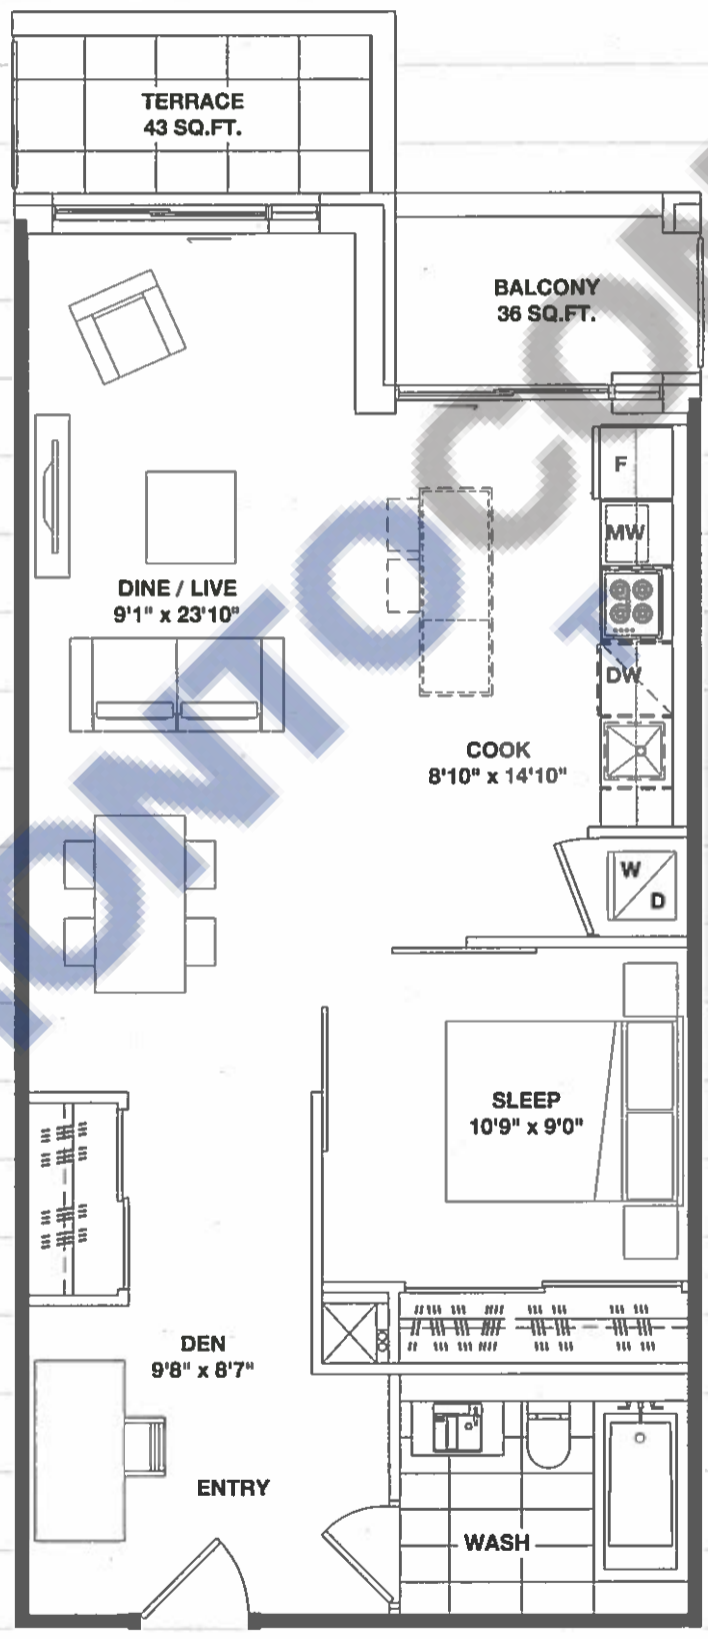 TERRACE
43 SQ.FT.
BALCONY
36 SQ.FT.
F
MW
DINE / LIVE
9'1" x 23'10"
DW
COOK
8'10" x 14'10"
W
D
SLEEP
10'9" x 9'0"
DEN
9'8" x 8'7"
ENTRY
WASH